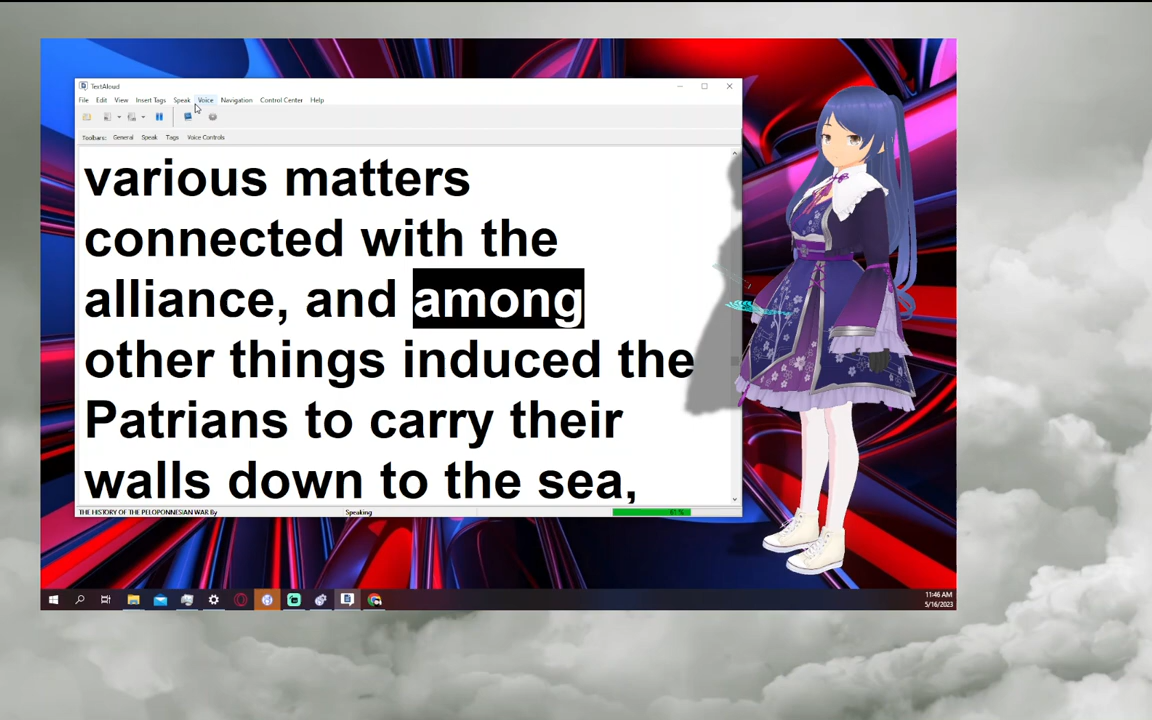 TextAloud
File Edit View Insert Tags Speak Voice Navigation Control Center Help
Toolbars: General Speak Tags Voice Controls
various matters
connected with the
alliance, and among
other things induced the
Patrians to carry their
walls down to the sea,
THE HISTORY OF THE PELOPONNESIAN WAR By Speaking 61 %
11:46 AM
5/16/2023